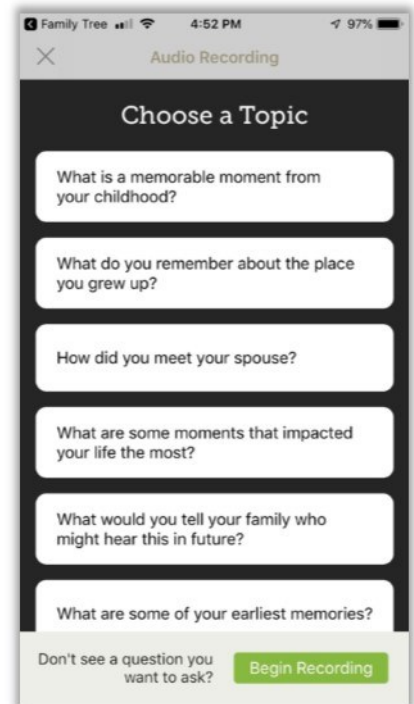 Family Tree 4:52 PM 97%
Audio Recording
Choose a Topic
What is a memorable moment from
your childhood?
What do you remember about the place
you grew up?
How did you meet your spouse?
What are some moments that impacted
your life the most?
What would you tell your family who
might hear this in future?
What are some of your earliest memories?
Don't see a question you
want to ask?
Begin Recording